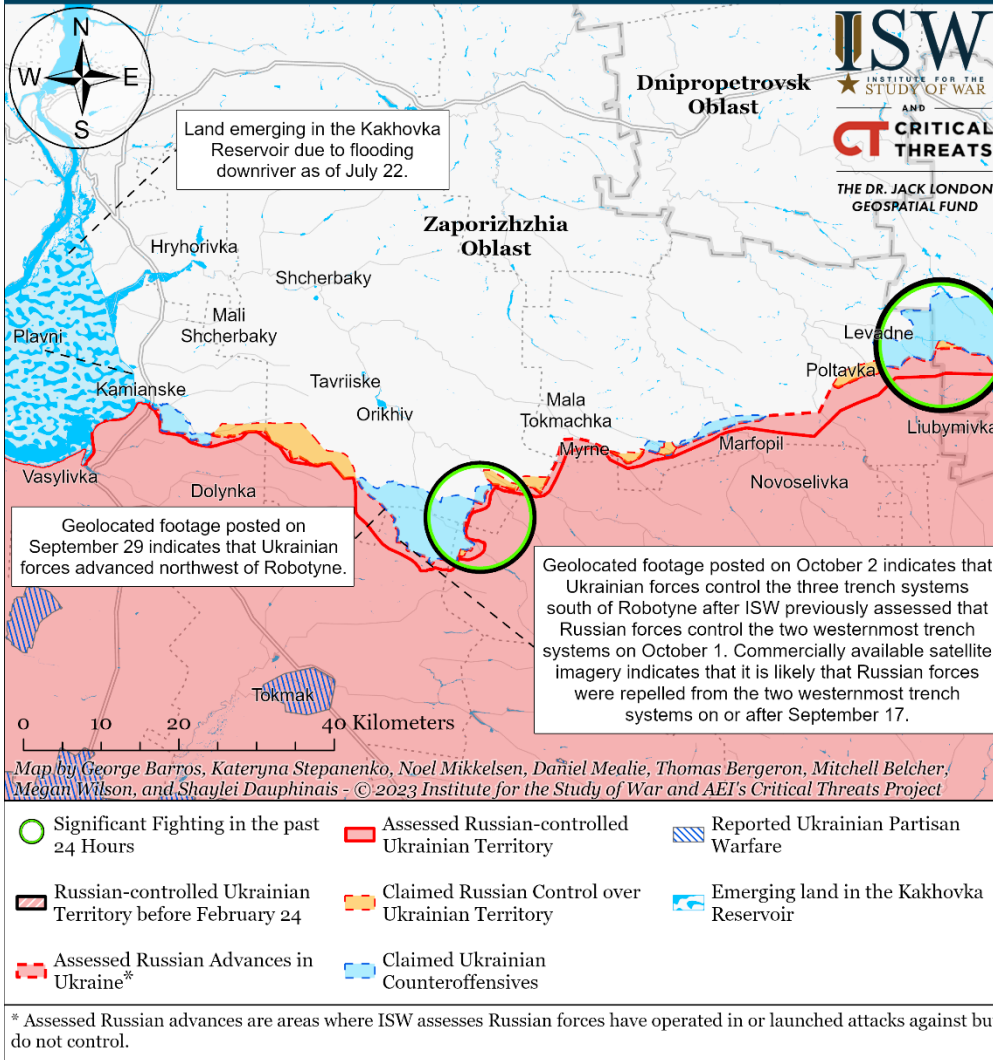 N
W
E
S
ISW
INSTITUTE FOR THE
STUDY OF WAR
AND
CT CRITICAL
THREATS
THE DR. JACK LONDON
GEOSPATIAL FUND
Dnipropetrovsk
Oblast
Land emerging in the Kakhovka
Reservoir due to flooding
downriver as of July 22.
Zaporizhzhia
Oblast
Hryhorivka
Shcherbaky
Mali
Shcherbaky
Plavni
Levadne
Poltavka
Kamianske
Tavriiske
Orikhiv
Mala
Tokmachka
Myrne
Marfopil
Liubymivka
Vasylivka
Dolynka
Novoselivka
Geolocated footage posted on
September 29 indicates that Ukrainian
forces advanced northwest of Robotyne.
Geolocated footage posted on October 2 indicates that
Ukrainian forces control the three trench systems
south of Robotyne after ISW previously assessed that
Russian forces control the two westernmost trench
systems on October 1. Commercially available satellite
imagery indicates that it is likely that Russian forces
were repelled from the two westernmost trench
systems on or after September 17.
Tokmak
0 10 20 40 Kilometers
Map by George Barros, Kateryna Stepanenko, Noel Mikkelsen, Daniel Mealie, Thomas Bergeron, Mitchell Belcher,
Megan Wilson, and Shaylei Dauphinais - © 2023 Institute for the Study of War and AEI's Critical Threats Project
Significant Fighting in the past
24 Hours
Assessed Russian-controlled
Ukrainian Territory
Reported Ukrainian Partisan
Warfare
Russian-controlled Ukrainian
Territory before February 24
Claimed Russian Control over
Ukrainian Territory
Emerging land in the Kakhovka
Reservoir
Assessed Russian Advances in
Ukraine*
Claimed Ukrainian
Counteroffensives
* Assessed Russian advances are areas where ISW assesses Russian forces have operated in or launched attacks against bu
do not control.